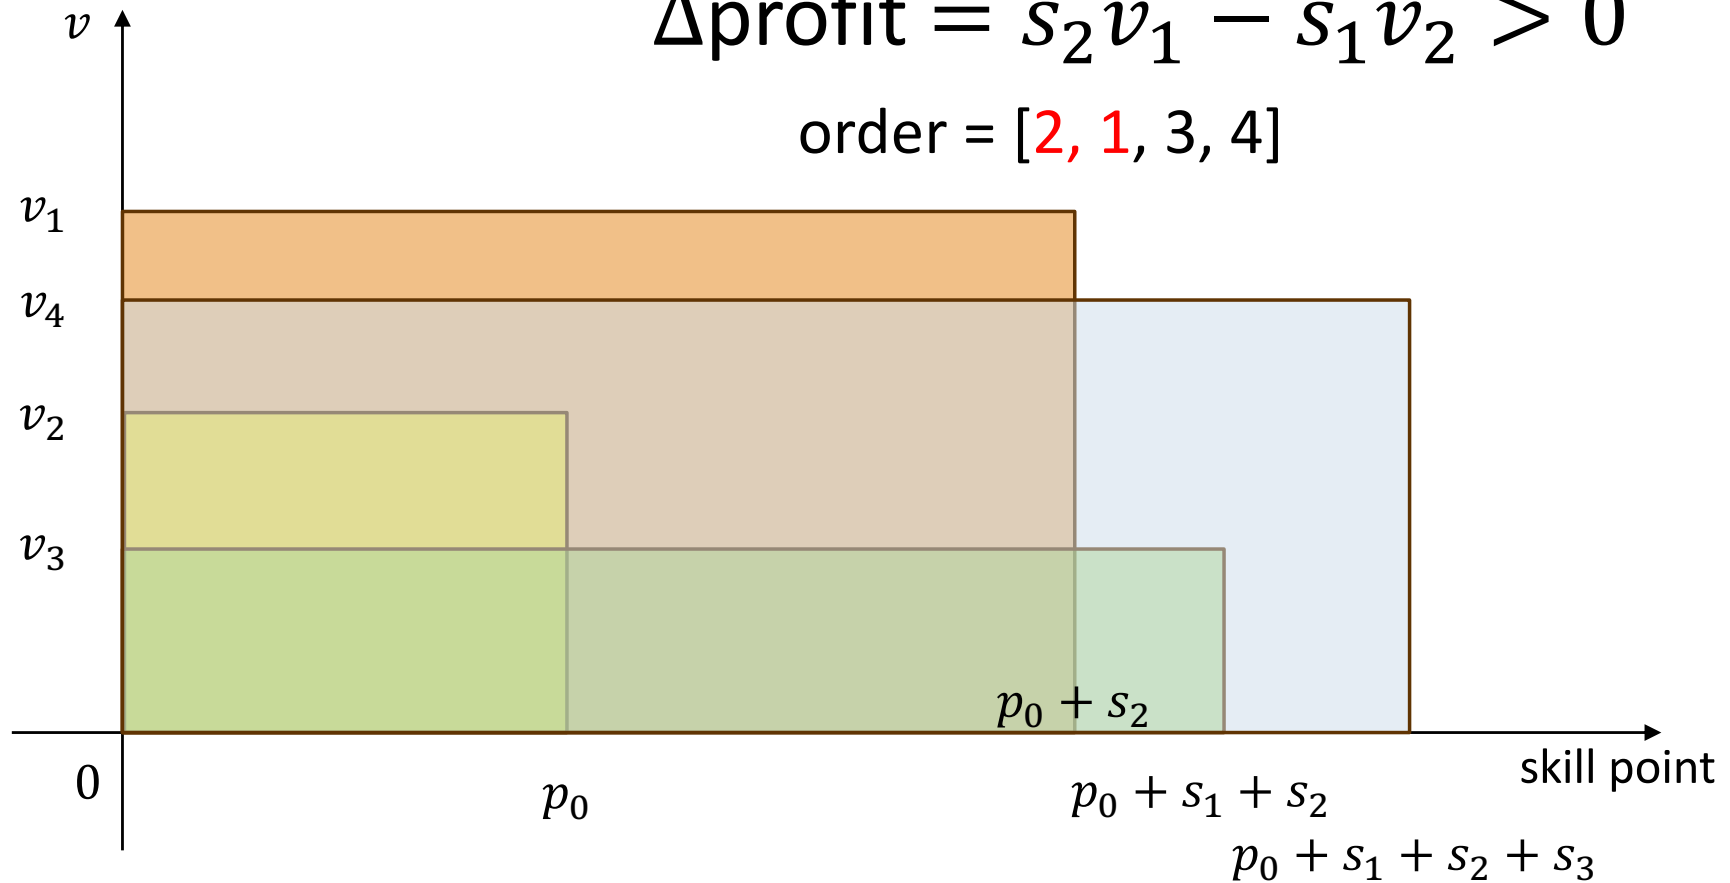 Δprofit = s₂v₁ − s₁v₂ > 0
v
order = [2, 1, 3, 4]
v₁
v₄
v₂
v₃
p₀ + s₂
0
p₀
p₀ + s₁ + s₂
skill point
p₀ + s₁ + s₂ + s₃